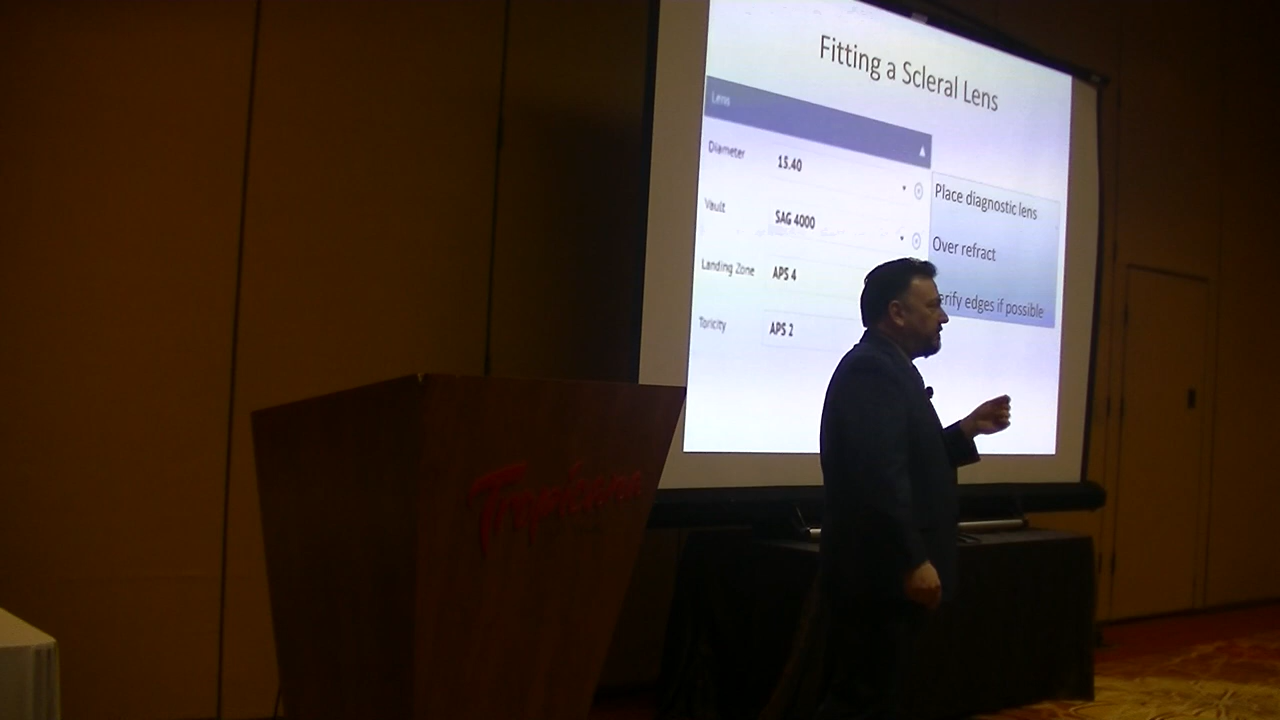 Fitting a Scleral Lens
Lens
Diameter 15.40
Vault SAG 4000
Landing Zone APS 4
Toricity APS 2
Place diagnostic lens
Over refract
erify edges if possible
Tropicana